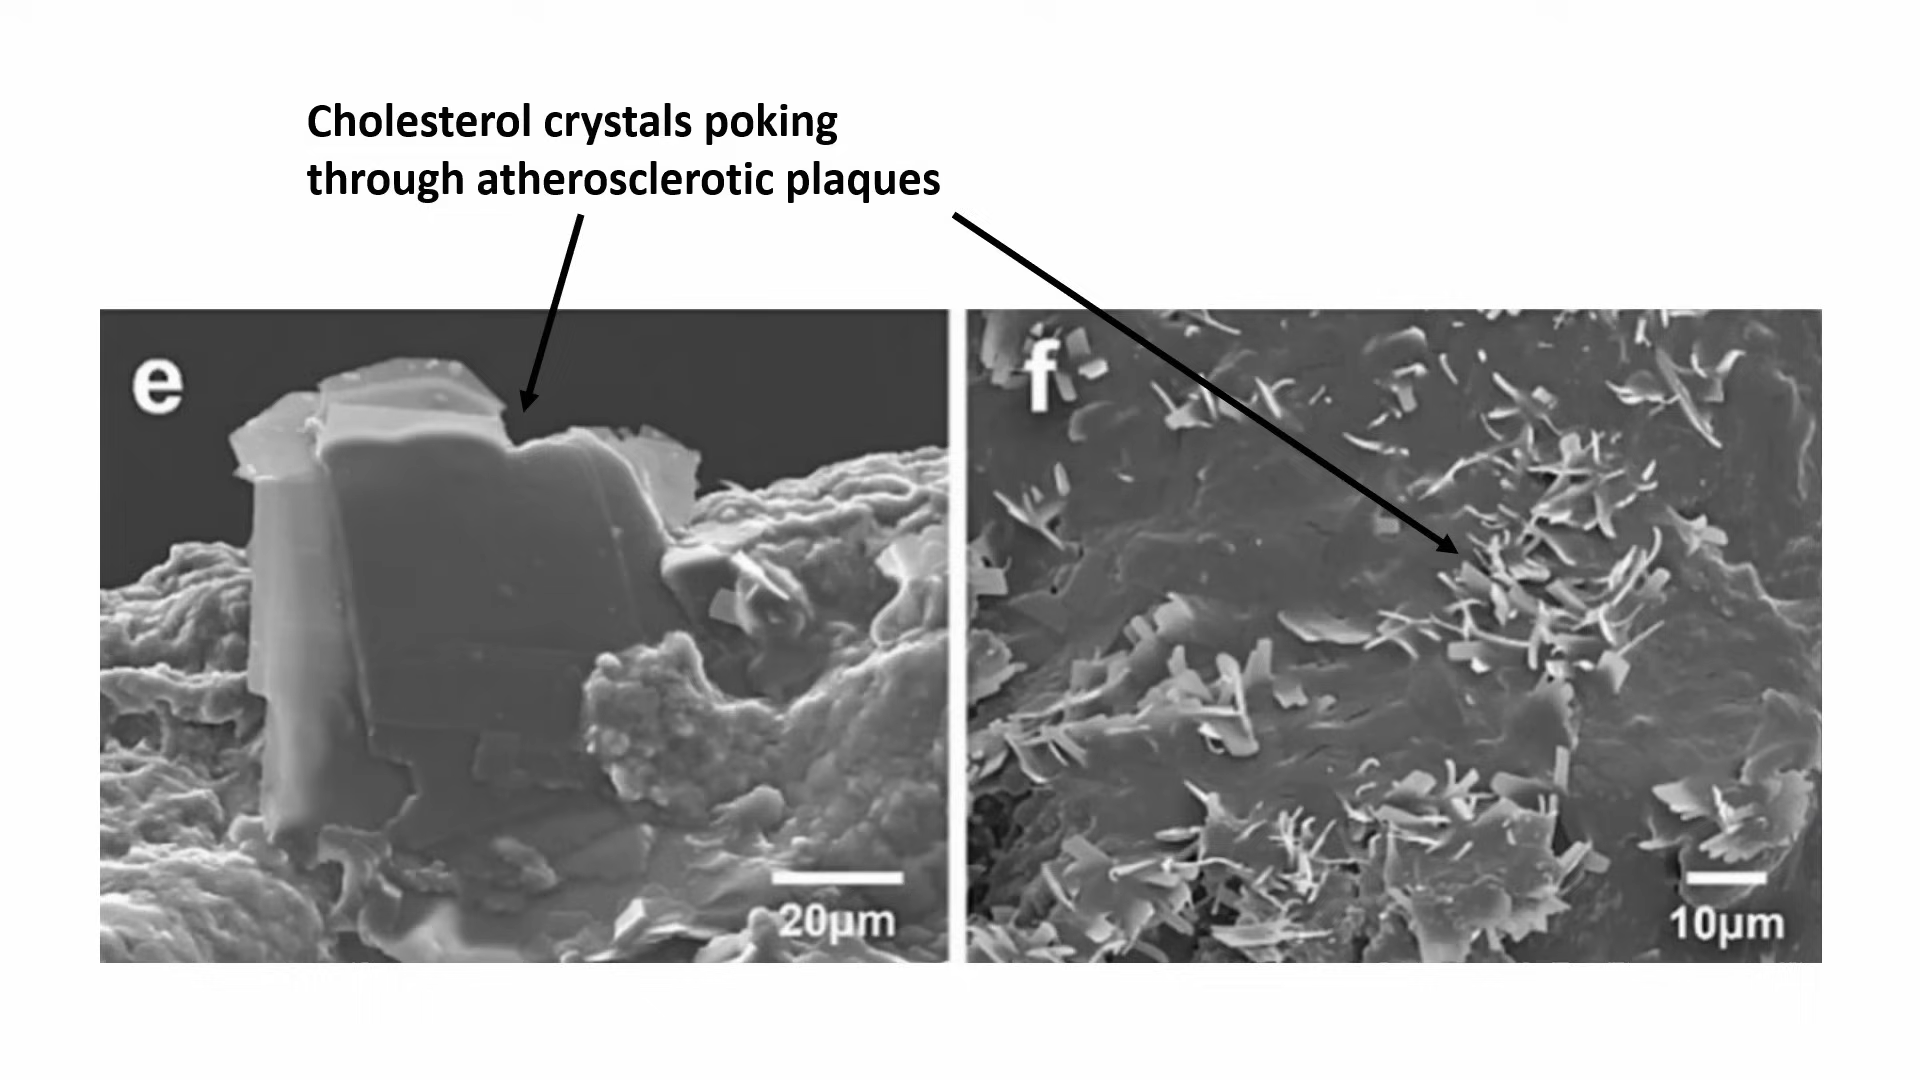 Cholesterol crystals poking
through atherosclerotic plaques
e
f
20µm
10µm